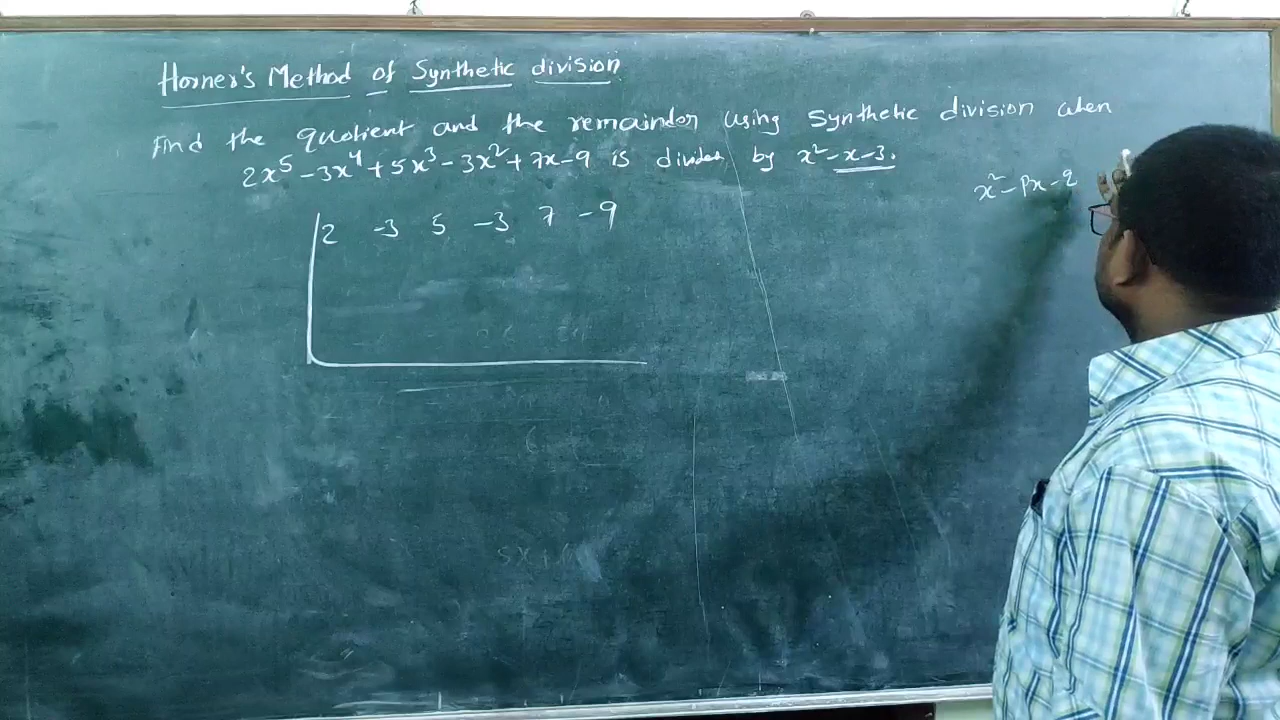 Horner's Method of Synthetic division
Find the quotient and the remainder using Synthetic division when
2x⁵ - 3x⁴ + 5x³ - 3x² + 7x - 9 is divided by x² - x - 3.
x² - px - q
2 -3 5 -3 7 -9